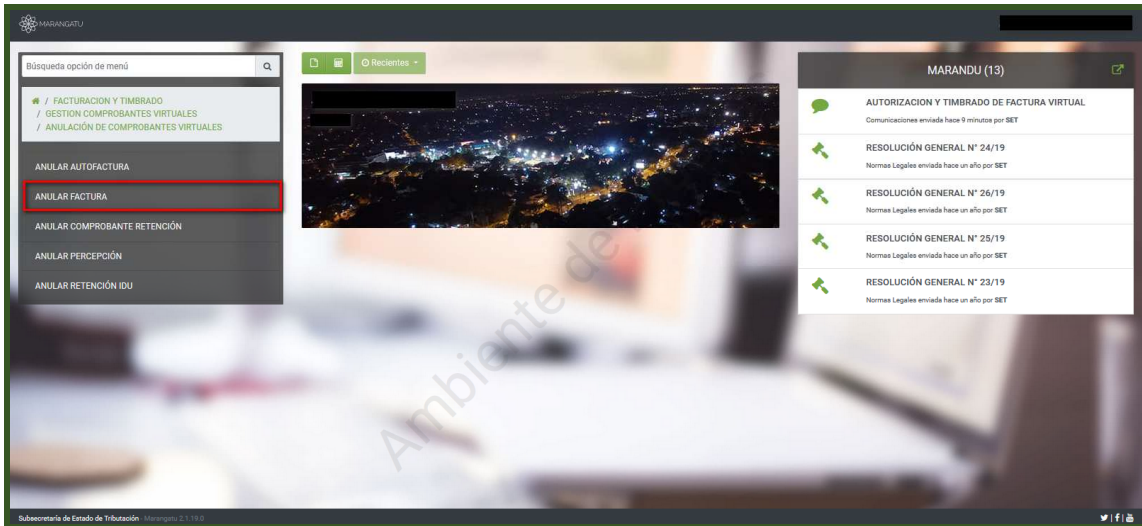 MARANGATU
Búsqueda opción de menú
Recientes
/ FACTURACION Y TIMBRADO
/ GESTION COMPROBANTES VIRTUALES
/ ANULACIÓN DE COMPROBANTES VIRTUALES
ANULAR AUTOFACTURA
ANULAR FACTURA
ANULAR COMPROBANTE RETENCIÓN
ANULAR PERCEPCIÓN
ANULAR RETENCIÓN IDU
MARANDU (13)
AUTORIZACION Y TIMBRADO DE FACTURA VIRTUAL
Comunicaciones enviada hace 9 minutos por SET
RESOLUCIÓN GENERAL N° 24/19
Normas Legales enviada hace un año por SET
RESOLUCIÓN GENERAL N° 26/19
Normas Legales enviada hace un año por SET
RESOLUCIÓN GENERAL N° 25/19
Normas Legales enviada hace un año por SET
RESOLUCIÓN GENERAL N° 23/19
Normas Legales enviada hace un año por SET
Ambiente de
Subsecretaría de Estado de Tributación - Marangatu 2.1.19.0